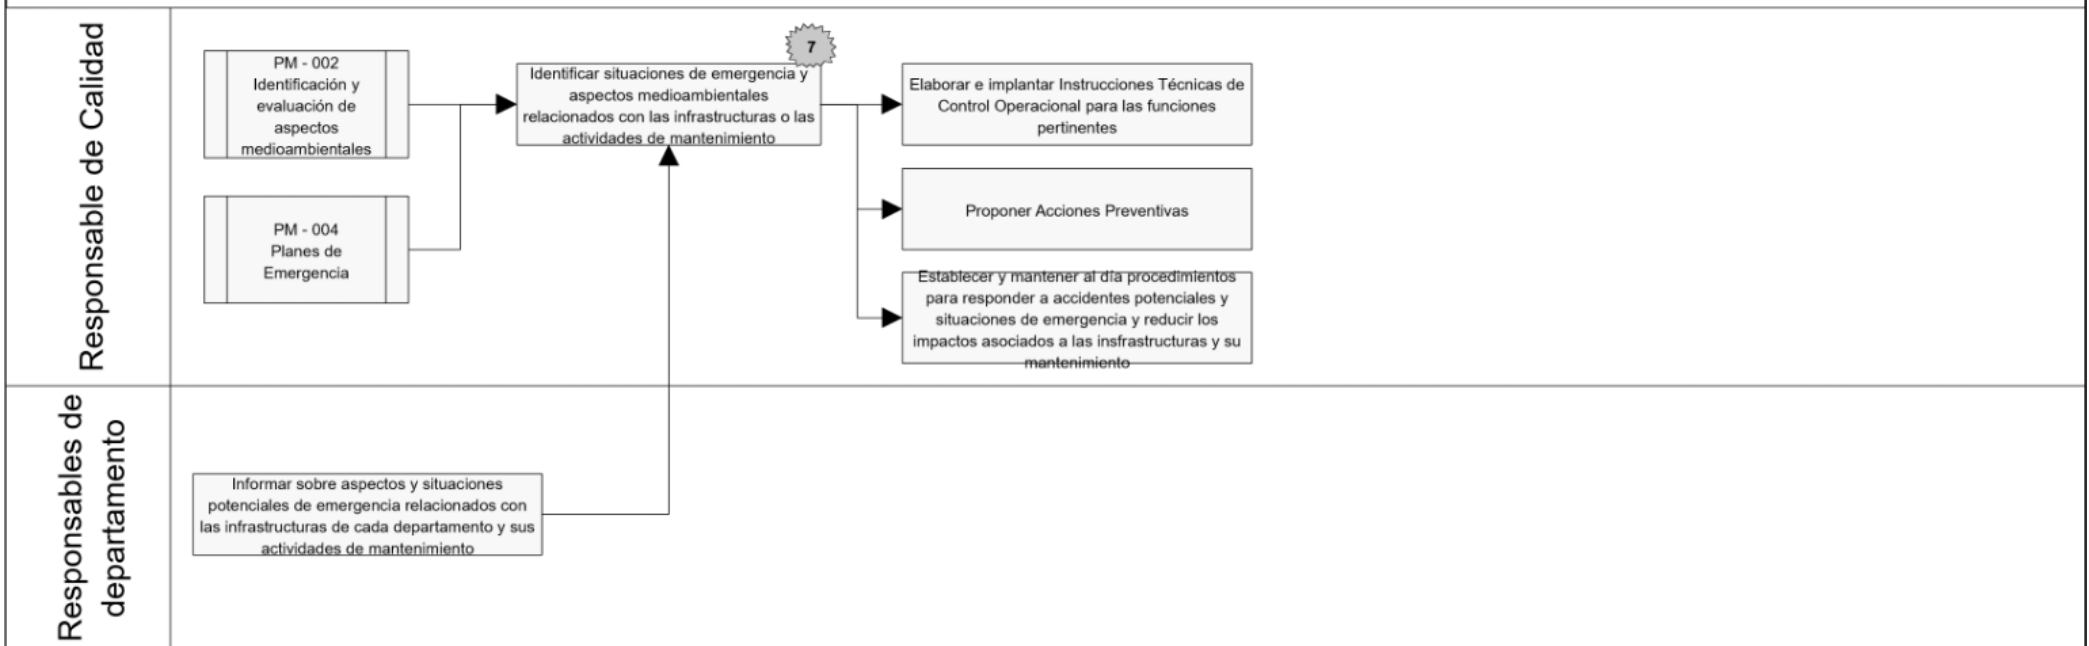 Responsable de Calidad
PM - 002
Identificación y
evaluación de
aspectos
medioambientales
PM - 004
Planes de
Emergencia
7
Identificar situaciones de emergencia y
aspectos medioambientales
relacionados con las infrastructuras o las
actividades de mantenimiento
Elaborar e implantar Instrucciones Técnicas de
Control Operacional para las funciones
pertinentes
Proponer Acciones Preventivas
Establecer y mantener al día procedimientos
para responder a accidentes potenciales y
situaciones de emergencia y reducir los
impactos asociados a las insfrastructuras y su
mantenimiento
Responsables de
departamento
Informar sobre aspectos y situaciones
potenciales de emergencia relacionados con
las infrastructuras de cada departamento y sus
actividades de mantenimiento